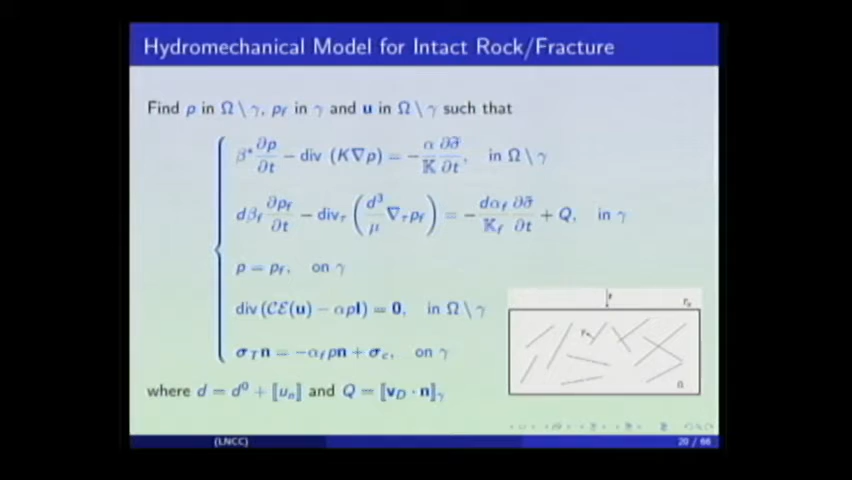 Hydromechanical Model for Intact Rock/Fracture
Find p in Ω \ γ, p_f in γ and u in Ω \ γ such that
β* ∂p/∂t − div (K∇p) = − α/𝕂 ∂σ̄/∂t, in Ω \ γ
dβ_f ∂p_f/∂t − div_τ (d³/μ ∇_τ p_f) = − dα_f/𝕂_f ∂σ̄/∂t + Q, in γ
p = p_f, on γ
div(Cℰ(u) − αpI) = 0, in Ω \ γ
σ_T n = −α_f pn + σ_c, on γ
where d = d⁰ + ⟦u_n⟧ and Q = ⟦v_D · n⟧_γ
Ω
(LNCC)
20 / 66